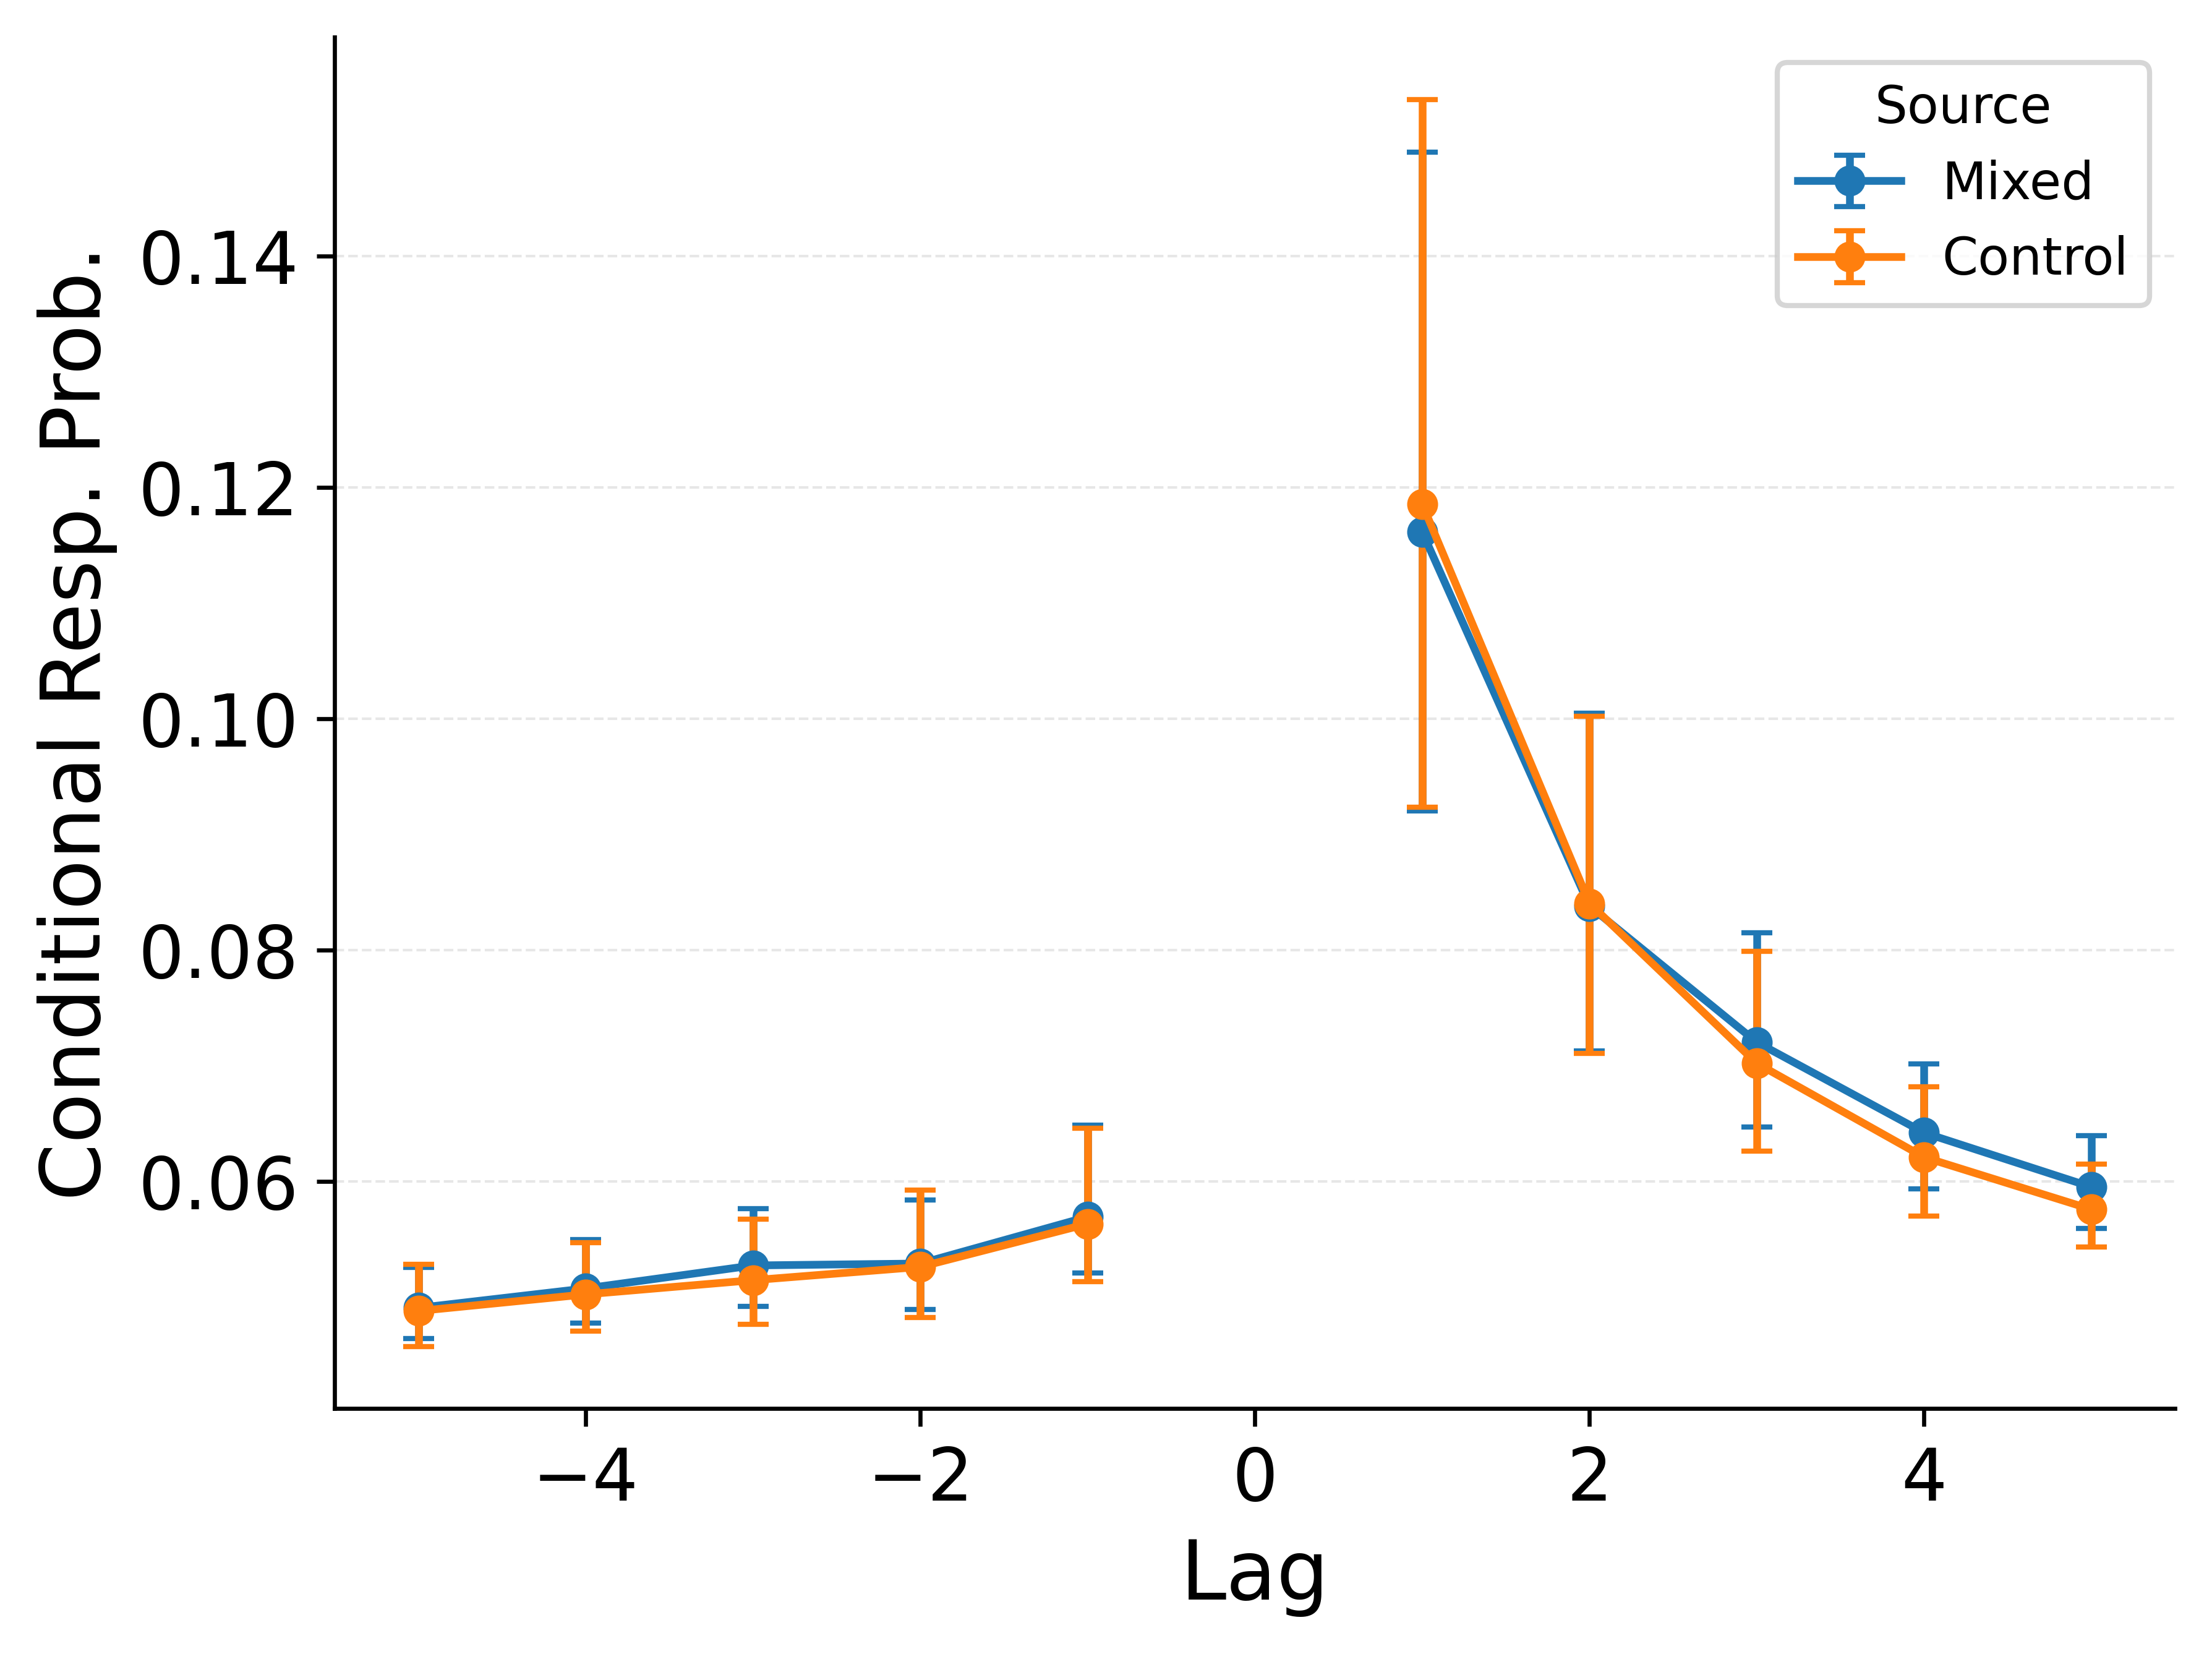 Source
Mixed
Control
0.14
0.12
0.10
0.08
0.06
Conditional Resp. Prob.
−4 −2 0 2 4
Lag